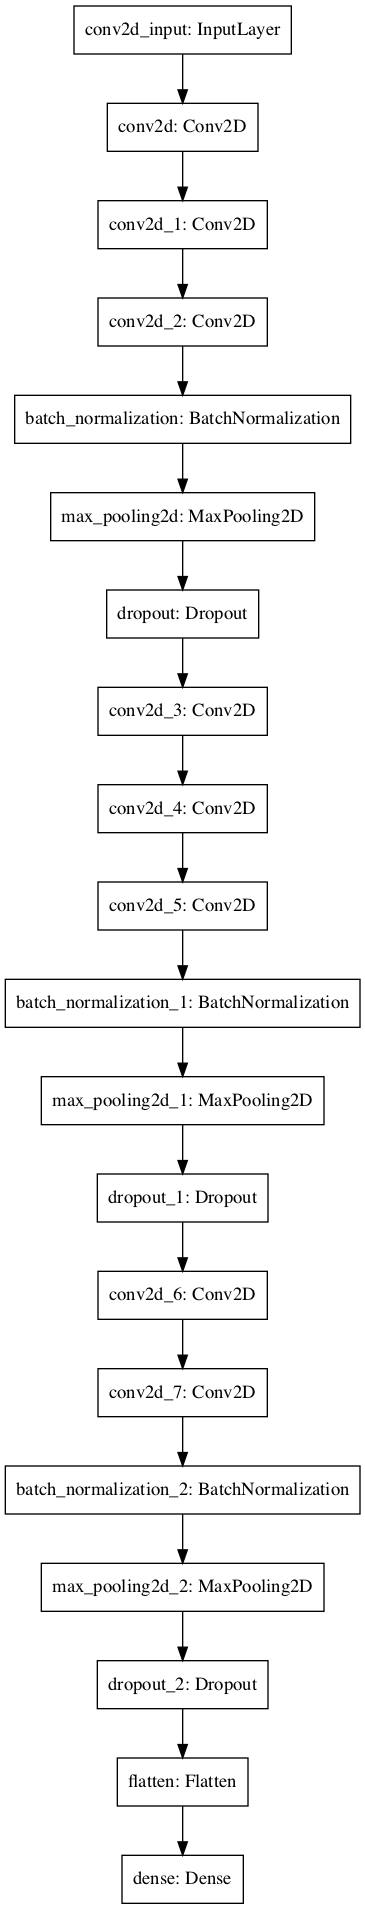 conv2d_input: InputLayer
conv2d: Conv2D
conv2d_1: Conv2D
conv2d_2: Conv2D
batch_normalization: BatchNormalization
max_pooling2d: MaxPooling2D
dropout: Dropout
conv2d_3: Conv2D
conv2d_4: Conv2D
conv2d_5: Conv2D
batch_normalization_1: BatchNormalization
max_pooling2d_1: MaxPooling2D
dropout_1: Dropout
conv2d_6: Conv2D
conv2d_7: Conv2D
batch_normalization_2: BatchNormalization
max_pooling2d_2: MaxPooling2D
dropout_2: Dropout
flatten: Flatten
dense: Dense